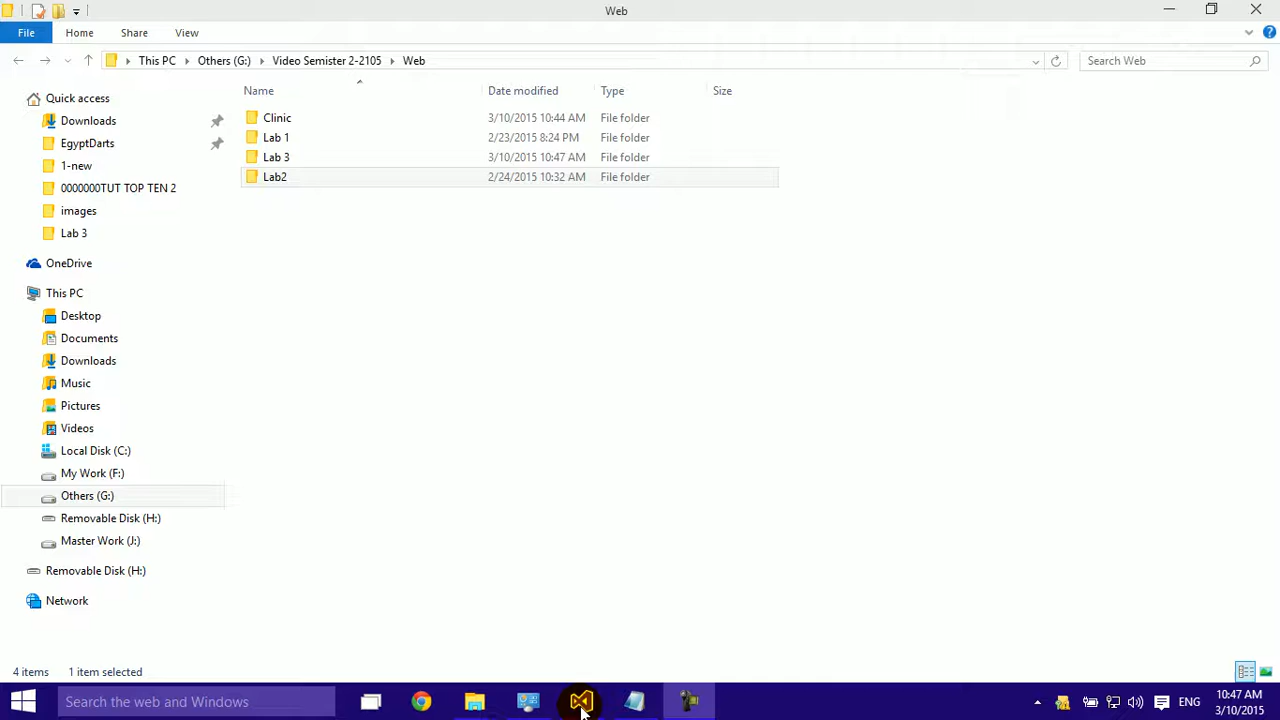 Web
File Home Share View
This PC Others (G:) Video Semister 2-2105 Web Search Web
Name Date modified Type Size
Clinic 3/10/2015 10:44 AM File folder
Lab 1 2/23/2015 8:24 PM File folder
Lab 3 3/10/2015 10:47 AM File folder
Lab2 2/24/2015 10:32 AM File folder
Quick access
Downloads
EgyptDarts
1-new
0000000TUT TOP TEN 2
images
Lab 3
OneDrive
This PC
Desktop
Documents
Downloads
Music
Pictures
Videos
Local Disk (C:)
My Work (F:)
Others (G:)
Removable Disk (H:)
Master Work (J:)
Removable Disk (H:)
Network
4 items 1 item selected
Search the web and Windows
ENG
10:47 AM
3/10/2015